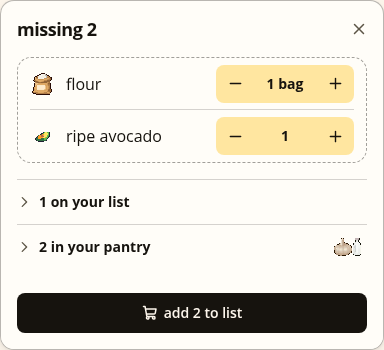 missing 2
flour
1 bag
ripe avocado
1
1 on your list
2 in your pantry
add 2 to list